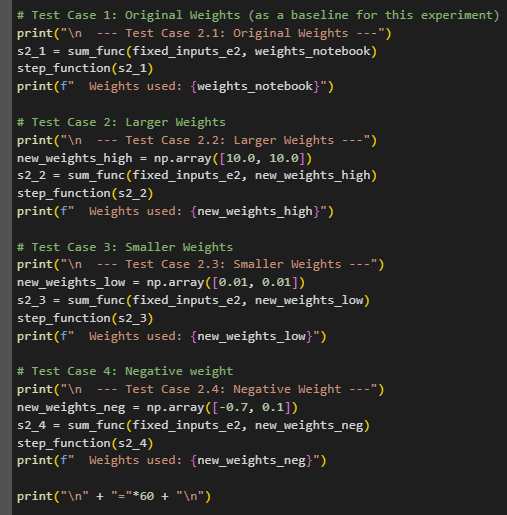 # Test Case 1: Original Weights (as a baseline for this experiment)
print("\n  --- Test Case 2.1: Original Weights ---")
s2_1 = sum_func(fixed_inputs_e2, weights_notebook)
step_function(s2_1)
print(f"  Weights used: {weights_notebook}")

# Test Case 2: Larger Weights
print("\n  --- Test Case 2.2: Larger Weights ---")
new_weights_high = np.array([10.0, 10.0])
s2_2 = sum_func(fixed_inputs_e2, new_weights_high)
step_function(s2_2)
print(f"  Weights used: {new_weights_high}")

# Test Case 3: Smaller Weights
print("\n  --- Test Case 2.3: Smaller Weights ---")
new_weights_low = np.array([0.01, 0.01])
s2_3 = sum_func(fixed_inputs_e2, new_weights_low)
step_function(s2_3)
print(f"  Weights used: {new_weights_low}")

# Test Case 4: Negative weight
print("\n  --- Test Case 2.4: Negative Weight ---")
new_weights_neg = np.array([-0.7, 0.1])
s2_4 = sum_func(fixed_inputs_e2, new_weights_neg)
step_function(s2_4)
print(f"  Weights used: {new_weights_neg}")

print("\n" + "="*60 + "\n")